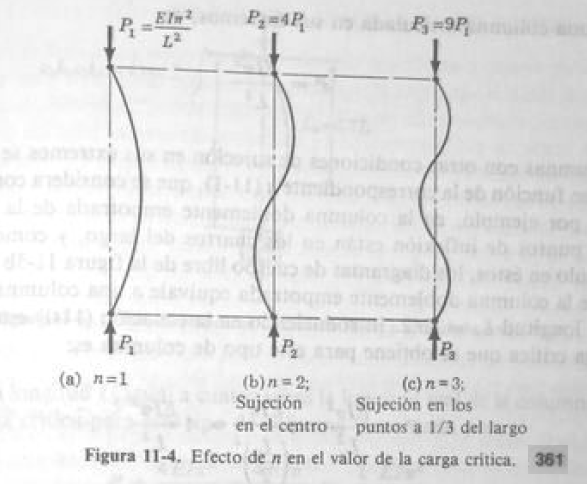 P₁ = EIπ² / L²
P₂ = 4P₁
P₃ = 9P₁
P₁
P₂
P₃
(a) n = 1
(b) n = 2;
Sujeción
en el centro
(c) n = 3;
Sujeción en los
puntos a 1/3 del largo
Figura 11-4. Efecto de n en el valor de la carga crítica. 361